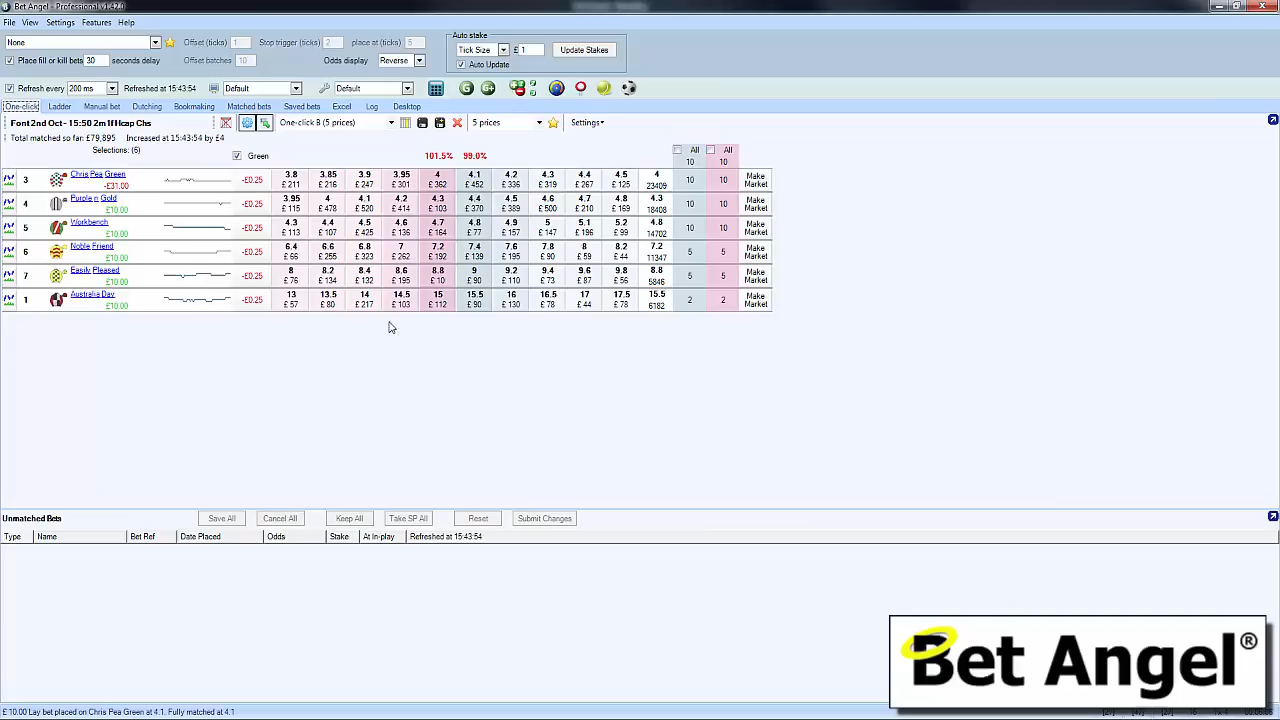 Bet Angel - Professional v1.42.0
File View Settings Features Help
None Offset (ticks) 1 Stop trigger (ticks) 2 place at (ticks) 5
Place fill or kill bets 30 seconds delay Offset batches 10 Odds display Reverse
Auto stake
Tick Size £ 1 Update Stakes
Auto Update
Refresh every 200 ms Refreshed at 15:43:54 Default Default
One-click Ladder Manual bet Dutching Bookmaking Matched bets Saved bets Excel Log Desktop
Font 2nd Oct - 15:50 2m1f Hcap Chs One-click B (5 prices) 5 prices Settings
Total matched so far: £79,895 Increased at 15:43:54 by £4
Selections: (6) Green 101.5% 99.0% All All
10 10
3 Chris Pea Green -£0.25 3.8 3.85 3.9 3.95 4 4.1 4.2 4.3 4.4 4.5 4 10 10 Make
-£31.00 £ 211 £ 216 £ 247 £ 301 £ 362 £ 452 £ 336 £ 319 £ 267 £ 125 23409 Market
4 Purple n Gold -£0.25 3.95 4 4.1 4.2 4.3 4.4 4.5 4.6 4.7 4.8 4.3 10 10 Make
£10.00 £ 115 £ 478 £ 520 £ 414 £ 103 £ 370 £ 389 £ 500 £ 210 £ 169 18408 Market
5 Workbench -£0.25 4.3 4.4 4.5 4.6 4.7 4.8 4.9 5 5.1 5.2 4.8 10 10 Make
£10.00 £ 113 £ 107 £ 425 £ 136 £ 164 £ 77 £ 157 £ 147 £ 196 £ 99 14702 Market
6 Noble Friend -£0.25 6.4 6.6 6.8 7 7.2 7.4 7.6 7.8 8 8.2 7.2 5 5 Make
£10.00 £ 66 £ 255 £ 323 £ 262 £ 192 £ 139 £ 195 £ 90 £ 59 £ 44 11347 Market
7 Easily Pleased -£0.25 8 8.2 8.4 8.6 8.8 9 9.2 9.4 9.6 9.8 8.8 5 5 Make
£10.00 £ 76 £ 134 £ 132 £ 195 £ 10 £ 90 £ 110 £ 73 £ 87 £ 56 5846 Market
1 Australia Day -£0.25 13 13.5 14 14.5 15 15.5 16 16.5 17 17.5 15.5 2 2 Make
£10.00 £ 57 £ 80 £ 217 £ 103 £ 112 £ 90 £ 130 £ 78 £ 44 £ 78 6182 Market
Unmatched Bets Save All Cancel All Keep All Take SP All Reset Submit Changes
Type Name Bet Ref Date Placed Odds Stake At In-play Refreshed at 15:43:54
Bet Angel®
£10.00 Lay bet placed on Chris Pea Green at 4.1. Fully matched at 4.1